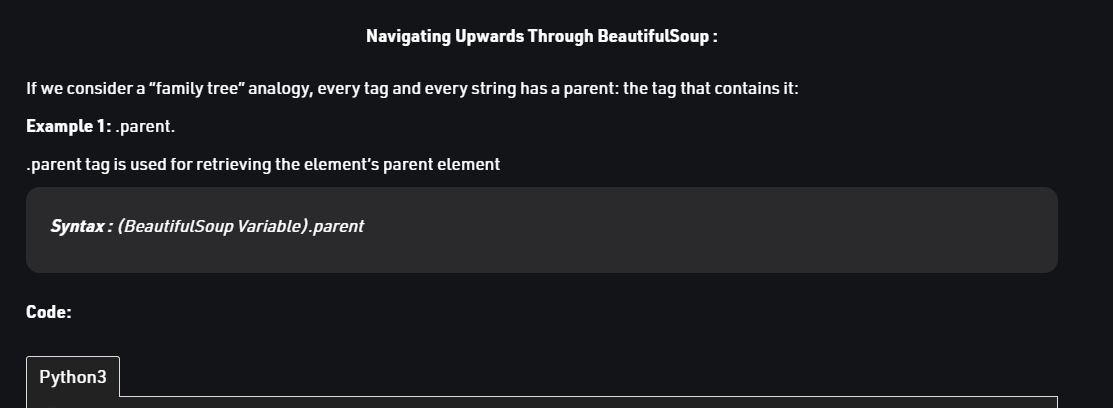 Navigating Upwards Through BeautifulSoup :
If we consider a “family tree” analogy, every tag and every string has a parent: the tag that contains it:
Example 1: .parent.
.parent tag is used for retrieving the element’s parent element
Syntax : (BeautifulSoup Variable).parent
Code:
Python3